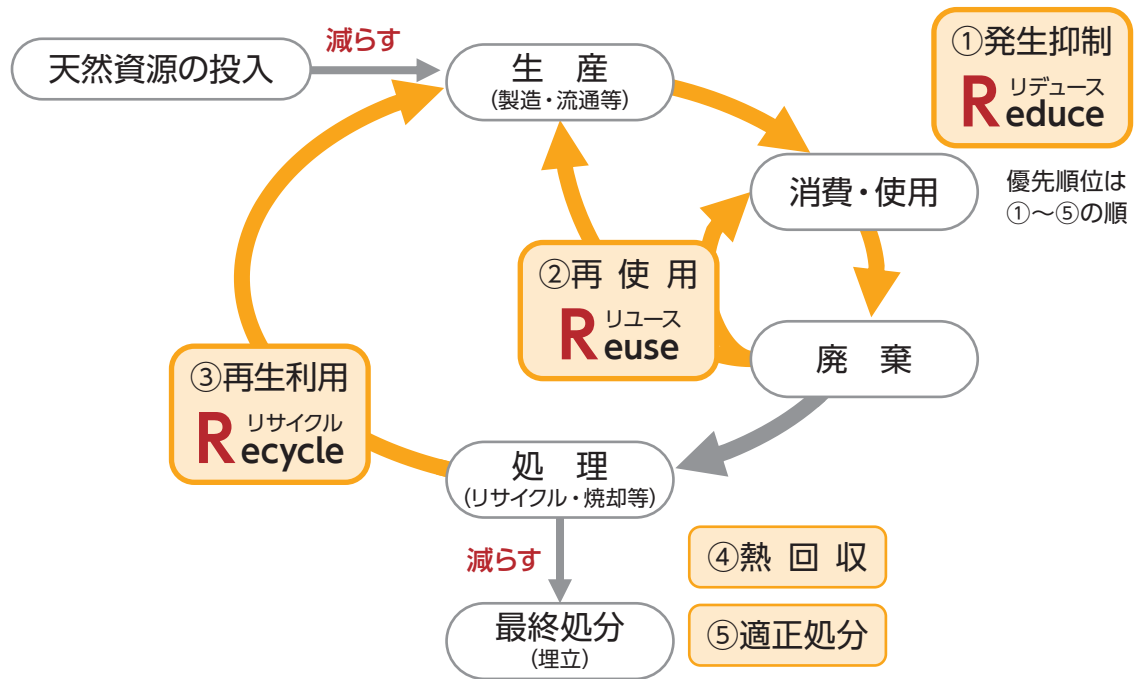 天然資源の投入
減らす
生 産
(製造・流通等)
①発生抑制
リデュース
Reduce
優先順位は
①～⑤の順
消費・使用
②再 使 用
リユース
Reuse
廃 棄
③再生利用
リサイクル
Recycle
処 理
(リサイクル・焼却等)
減らす
④熱 回 収
最終処分
(埋立)
⑤適正処分